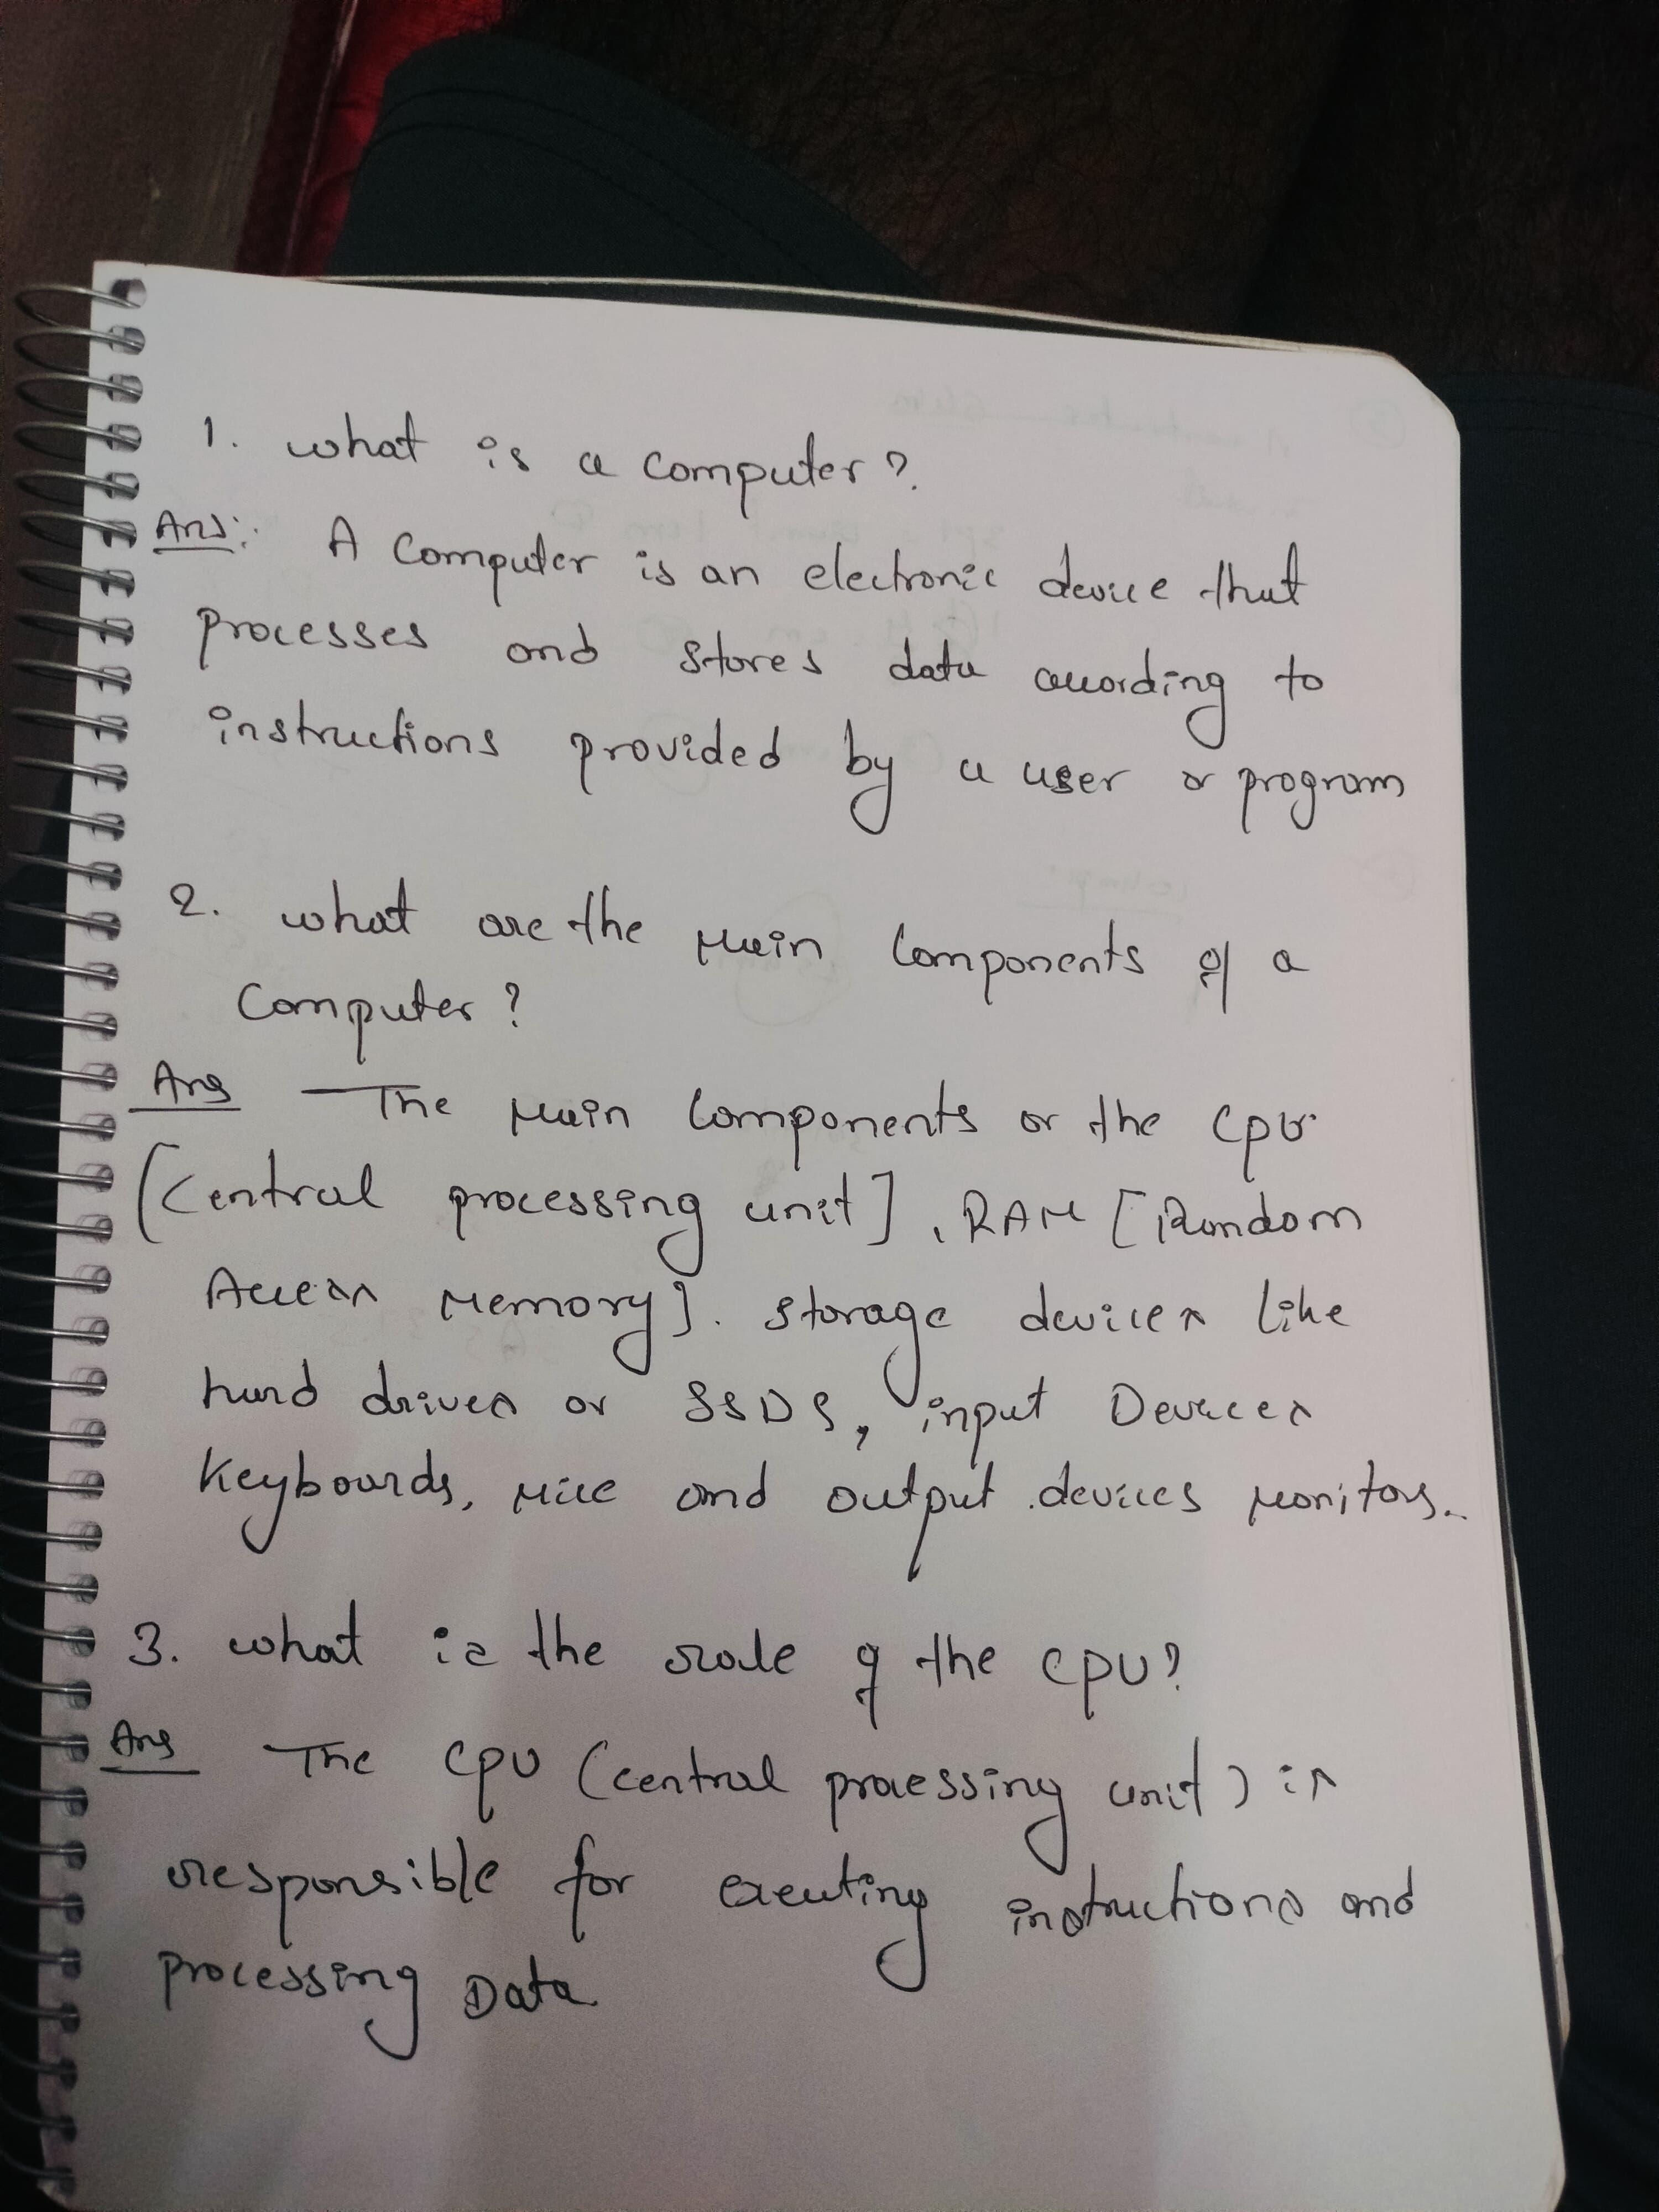 1. what is a computer?
Ans:. A computer is an electronic device that
processes and stores data according to
instructions provided by a user or program
2. what are the Main Components of a
Computer?
Ans The Main Components or the CPU
[Central processing unit], RAM [Random
Access Memory]. storage devices like
hard drives or SSDS, input Devices
Keyboards, Mice and output devices Monitors.
3. what is the role of the CPU?
Ans The CPU (central processing unit) is
responsible for executing instructions and
processing Data